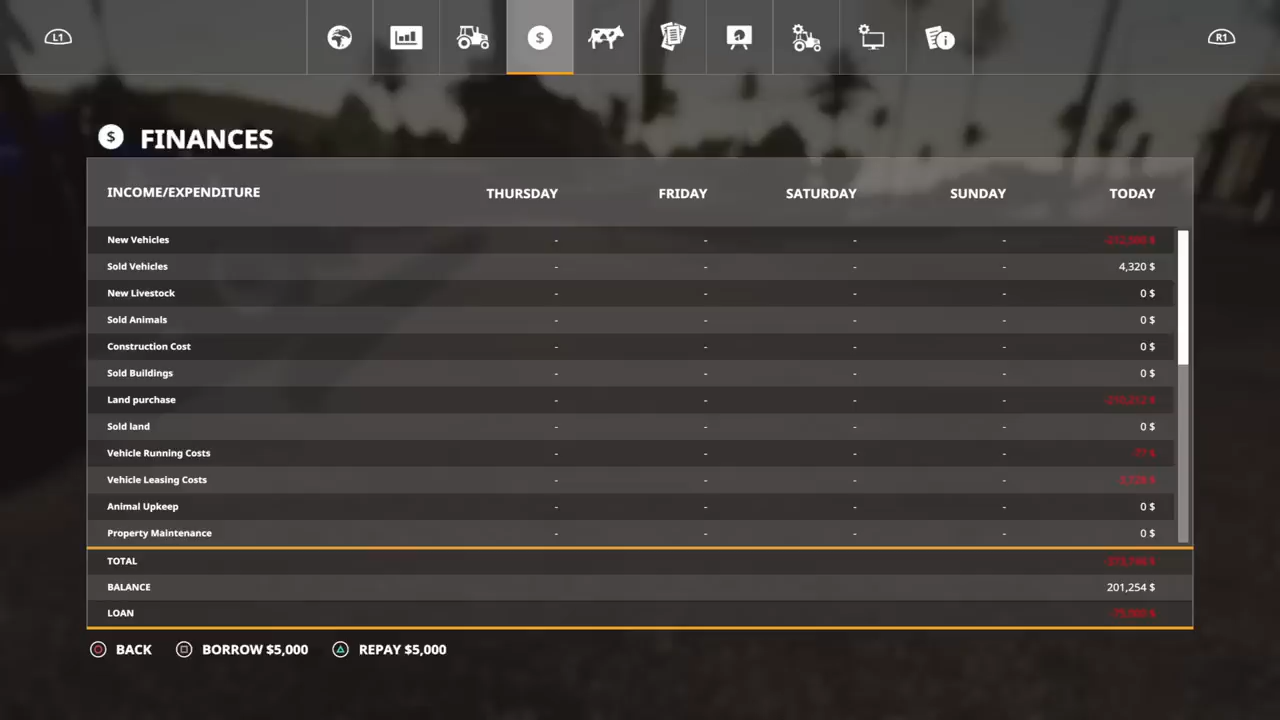 L1
R1
$ FINANCES
INCOME/EXPENDITURE THURSDAY FRIDAY SATURDAY SUNDAY TODAY
New Vehicles - - - -
Sold Vehicles - - - - 4,320 $
New Livestock - - - - 0 $
Sold Animals - - - - 0 $
Construction Cost - - - - 0 $
Sold Buildings - - - - 0 $
Land purchase - - - -
Sold land - - - - 0 $
Vehicle Running Costs - - - - -77 $
Vehicle Leasing Costs - - - -
Animal Upkeep - - - - 0 $
Property Maintenance - - - - 0 $
TOTAL
BALANCE 201,254 $
LOAN
BACK BORROW $5,000 REPAY $5,000